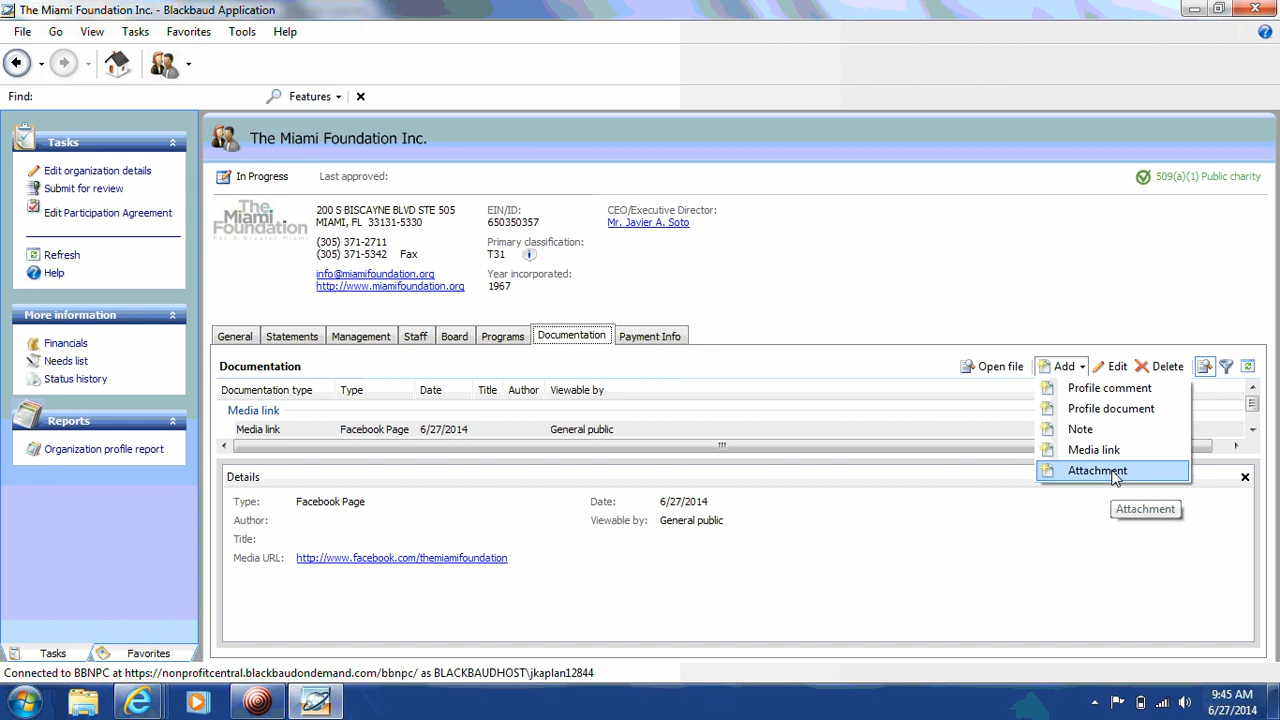 The Miami Foundation Inc. - Blackbaud Application
File Go View Tasks Favorites Tools Help
Find: Features
Tasks
Edit organization details
Submit for review
Edit Participation Agreement
Refresh
Help
More information
Financials
Needs list
Status history
Reports
Organization profile report
Tasks Favorites
The Miami Foundation Inc.
In Progress Last approved: 509(a)(1) Public charity
The Miami Foundation
For A Greater Miami
200 S BISCAYNE BLVD STE 505
MIAMI, FL 33131-5330
(305) 371-2711
(305) 371-5342 Fax
info@miamifoundation.org
http://www.miamifoundation.org
EIN/ID:
650350357
Primary classification:
T31
Year incorporated:
1967
CEO/Executive Director:
Mr. Javier A. Soto
General Statements Management Staff Board Programs Documentation Payment Info
Documentation Open file Add Edit Delete
Documentation type Type Date Title Author Viewable by
Media link
Media link Facebook Page 6/27/2014 General public
Profile comment
Profile document
Note
Media link
Attachment
Attachment
Details
Type: Facebook Page Date: 6/27/2014
Author: Viewable by: General public
Title:
Media URL: http://www.facebook.com/themiamifoundation
Connected to BBNPC at https://nonprofitcentral.blackbaudondemand.com/bbnpc/ as BLACKBAUDHOST\jkaplan12844
9:45 AM
6/27/2014